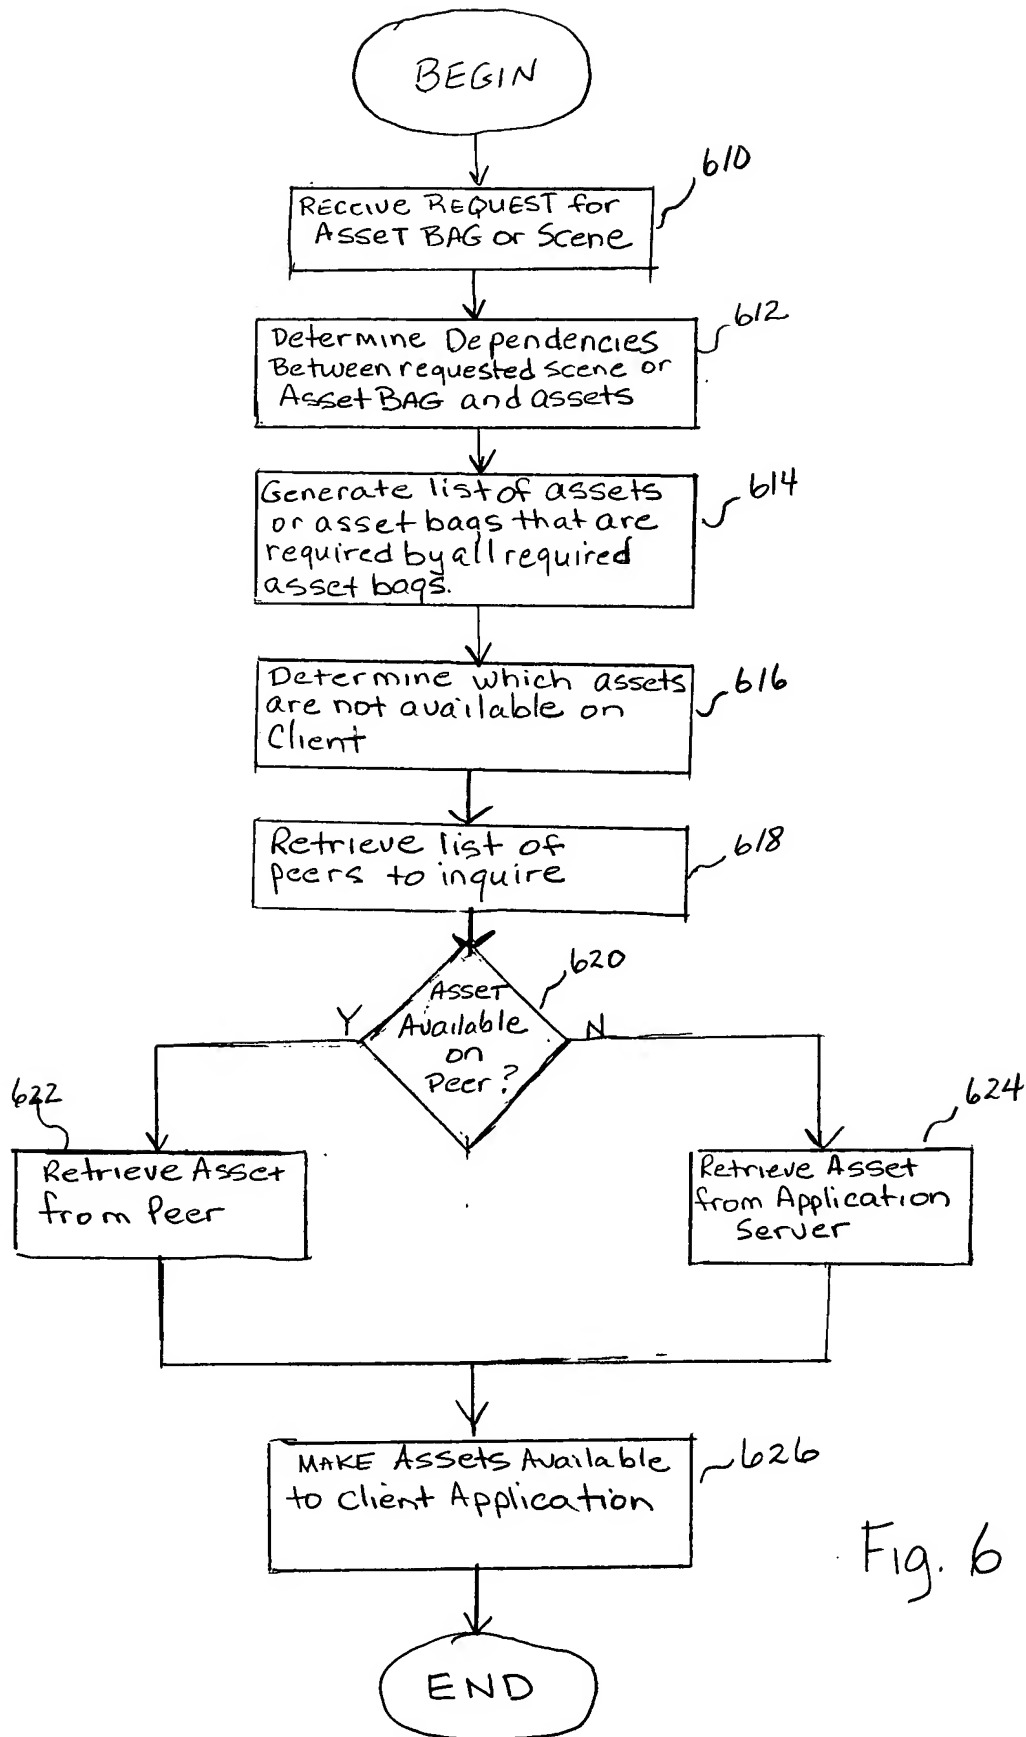 BEGIN
610
RECEIVE REQUEST for
ASSET BAG or Scene
612
Determine Dependencies
Between requested scene or
Asset BAG and assets
614
Generate list of assets
or asset bags that are
required by all required
asset bags.
616
Determine which assets
are not available on
Client
618
Retrieve list of
peers to inquire
620
ASSET
Available
on
Peer?
Y
N
622
Retrieve Asset
from Peer
624
Retrieve Asset
from Application
Server
626
MAKE Assets Available
to Client Application
Fig. 6
END